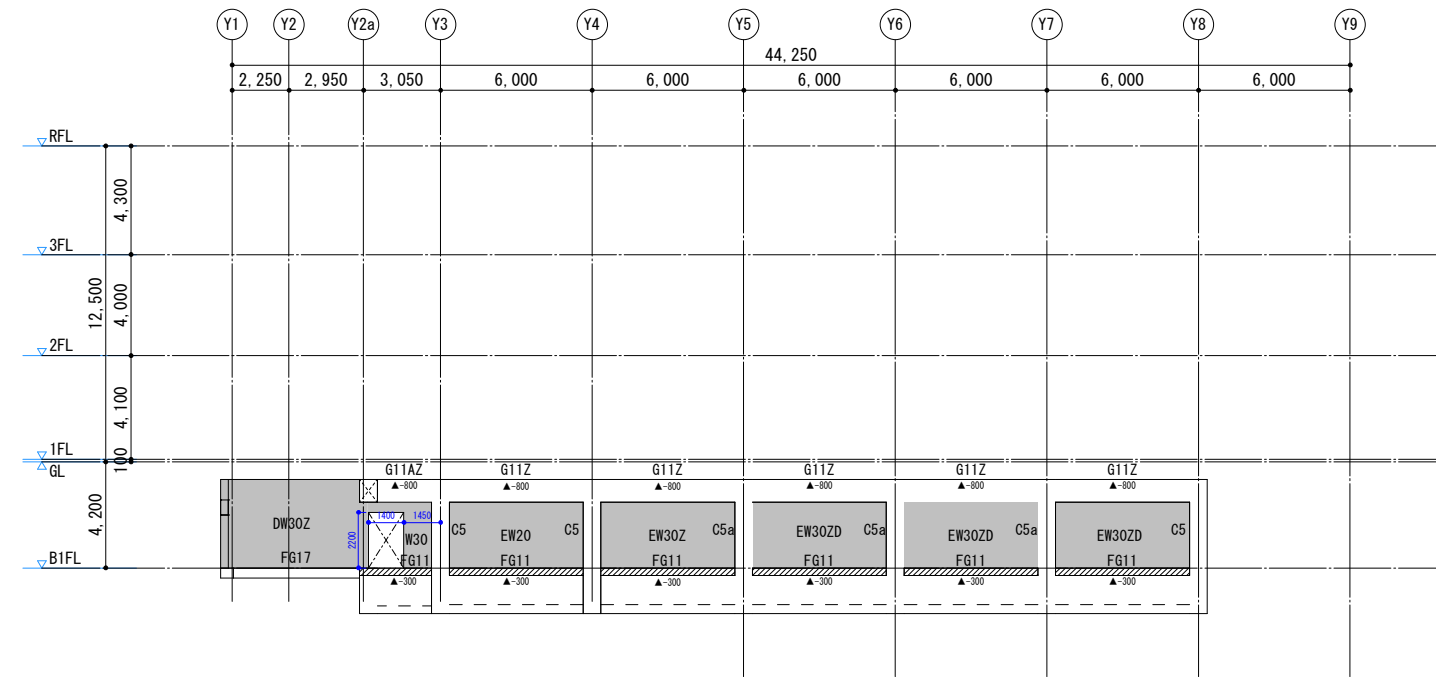 Y1 Y2 Y2a Y3 Y4 Y5 Y6 Y7 Y8 Y9
44,250
2,250 2,950 3,050 6,000 6,000 6,000 6,000 6,000 6,000
RFL
4,300
3FL
12,500
4,000
2FL
4,100
1FL
100
GL
G11AZ G11Z G11Z G11Z G11Z G11Z
▲-800 ▲-800 ▲-800 ▲-800 ▲-800 ▲-800
4,200
1400 1450
DW30Z
2200
W30
C5 EW20 C5
EW30Z C5a
EW30ZD C5a
EW30ZD C5a
EW30ZD C5
B1FL
FG17 FG11 FG11 FG11 FG11 FG11 FG11
▲-300 ▲-300 ▲-300 ▲-300 ▲-300 ▲-300